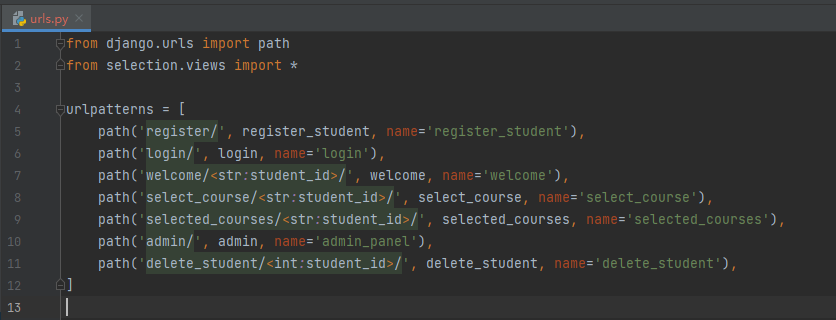 urls.py
1 from django.urls import path
2 from selection.views import *
3
4 urlpatterns = [
5     path('register/', register_student, name='register_student'),
6     path('login/', login, name='login'),
7     path('welcome/<str:student_id>/', welcome, name='welcome'),
8     path('select_course/<str:student_id>/', select_course, name='select_course'),
9     path('selected_courses/<str:student_id>/', selected_courses, name='selected_courses'),
10     path('admin/', admin, name='admin_panel'),
11     path('delete_student/<int:student_id>/', delete_student, name='delete_student'),
12 ]
13